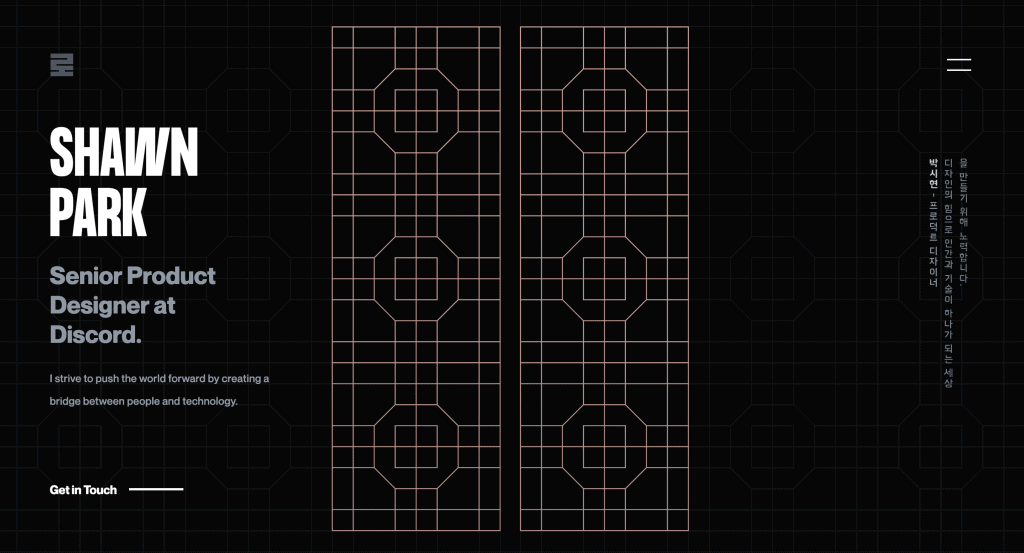 SHAWN
PARK
Senior Product
Designer at
Discord.
I strive to push the world forward by creating a
bridge between people and technology.
Get in Touch
박시현 - 프로덕트 디자이너
디자인의 힘으로 인간과 기술이 하나가 되는 세상
을 만들기 위해 노력합니다.